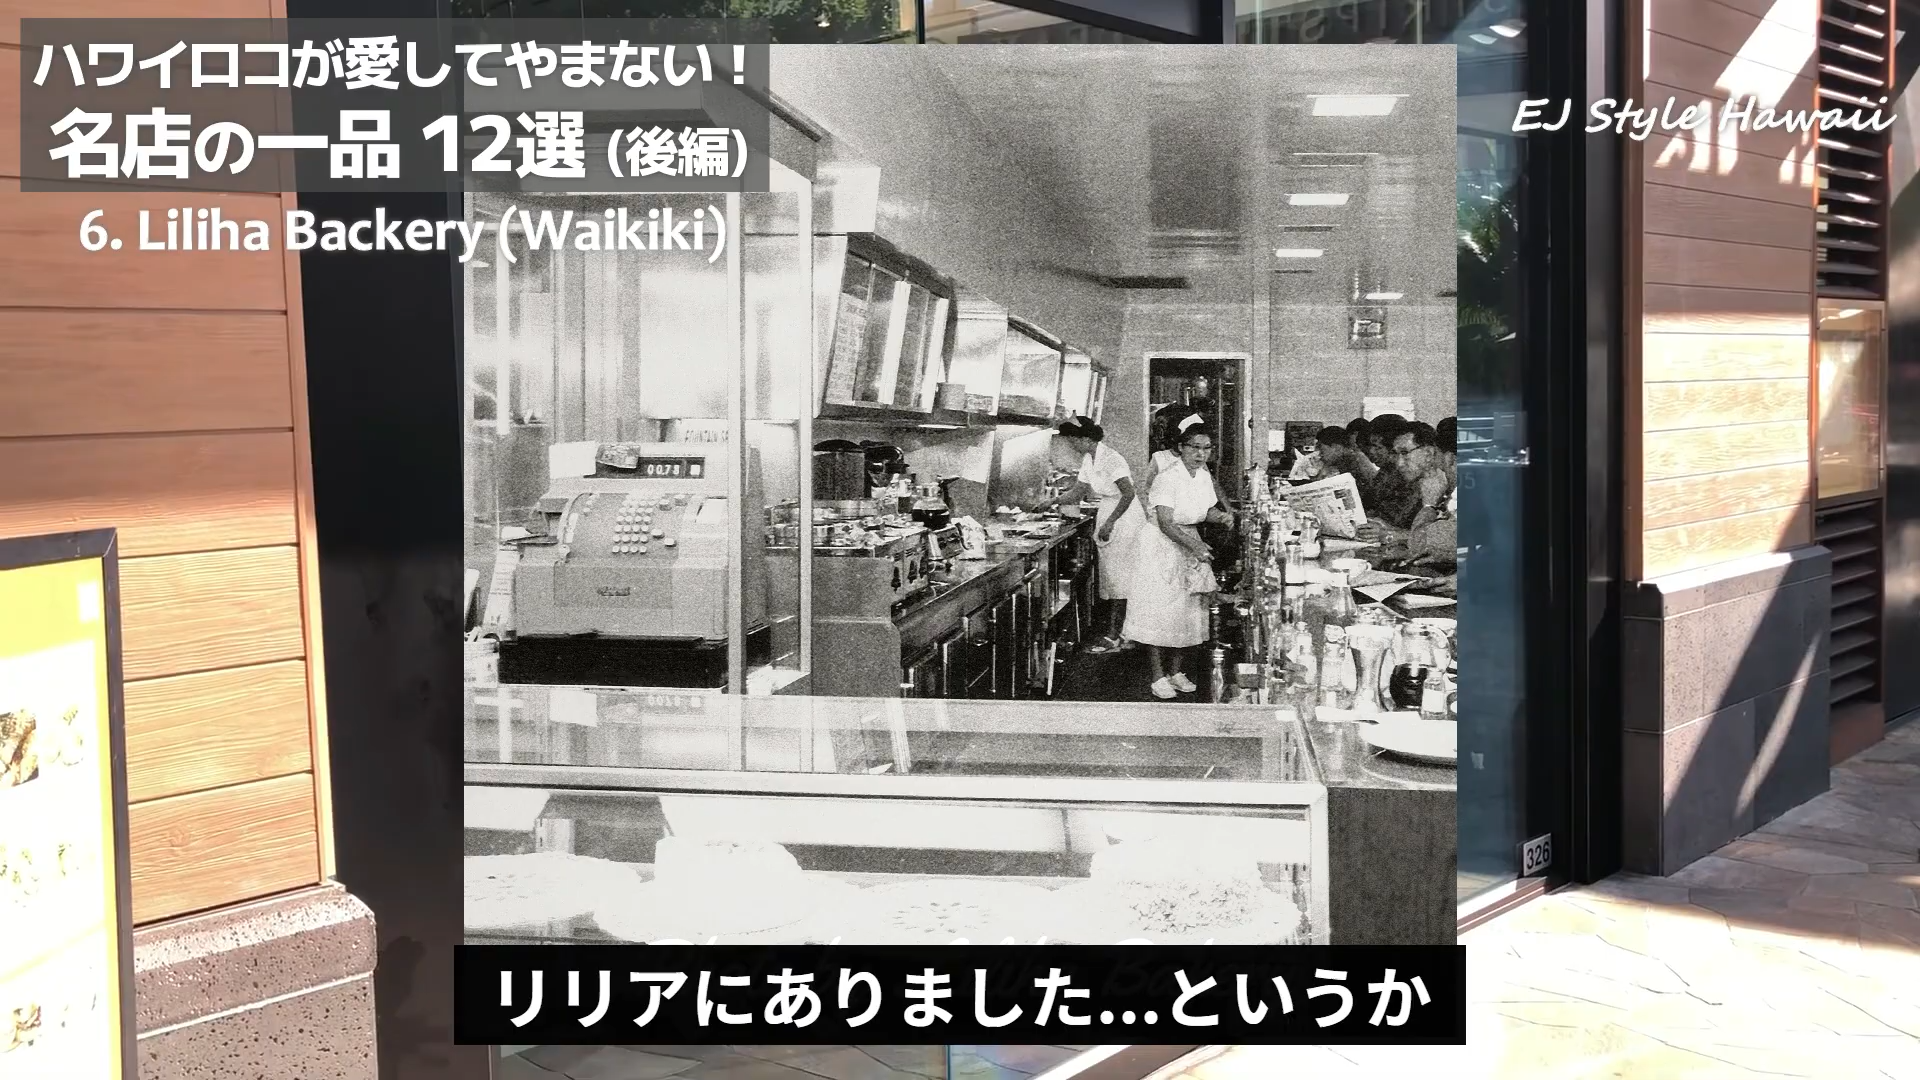 ハワイロコが愛してやまない！
名店の一品 12選 (後編)
6. Liliha Backery (Waikiki)
EJ Style Hawaii
0073
326
リリアにありました...というか